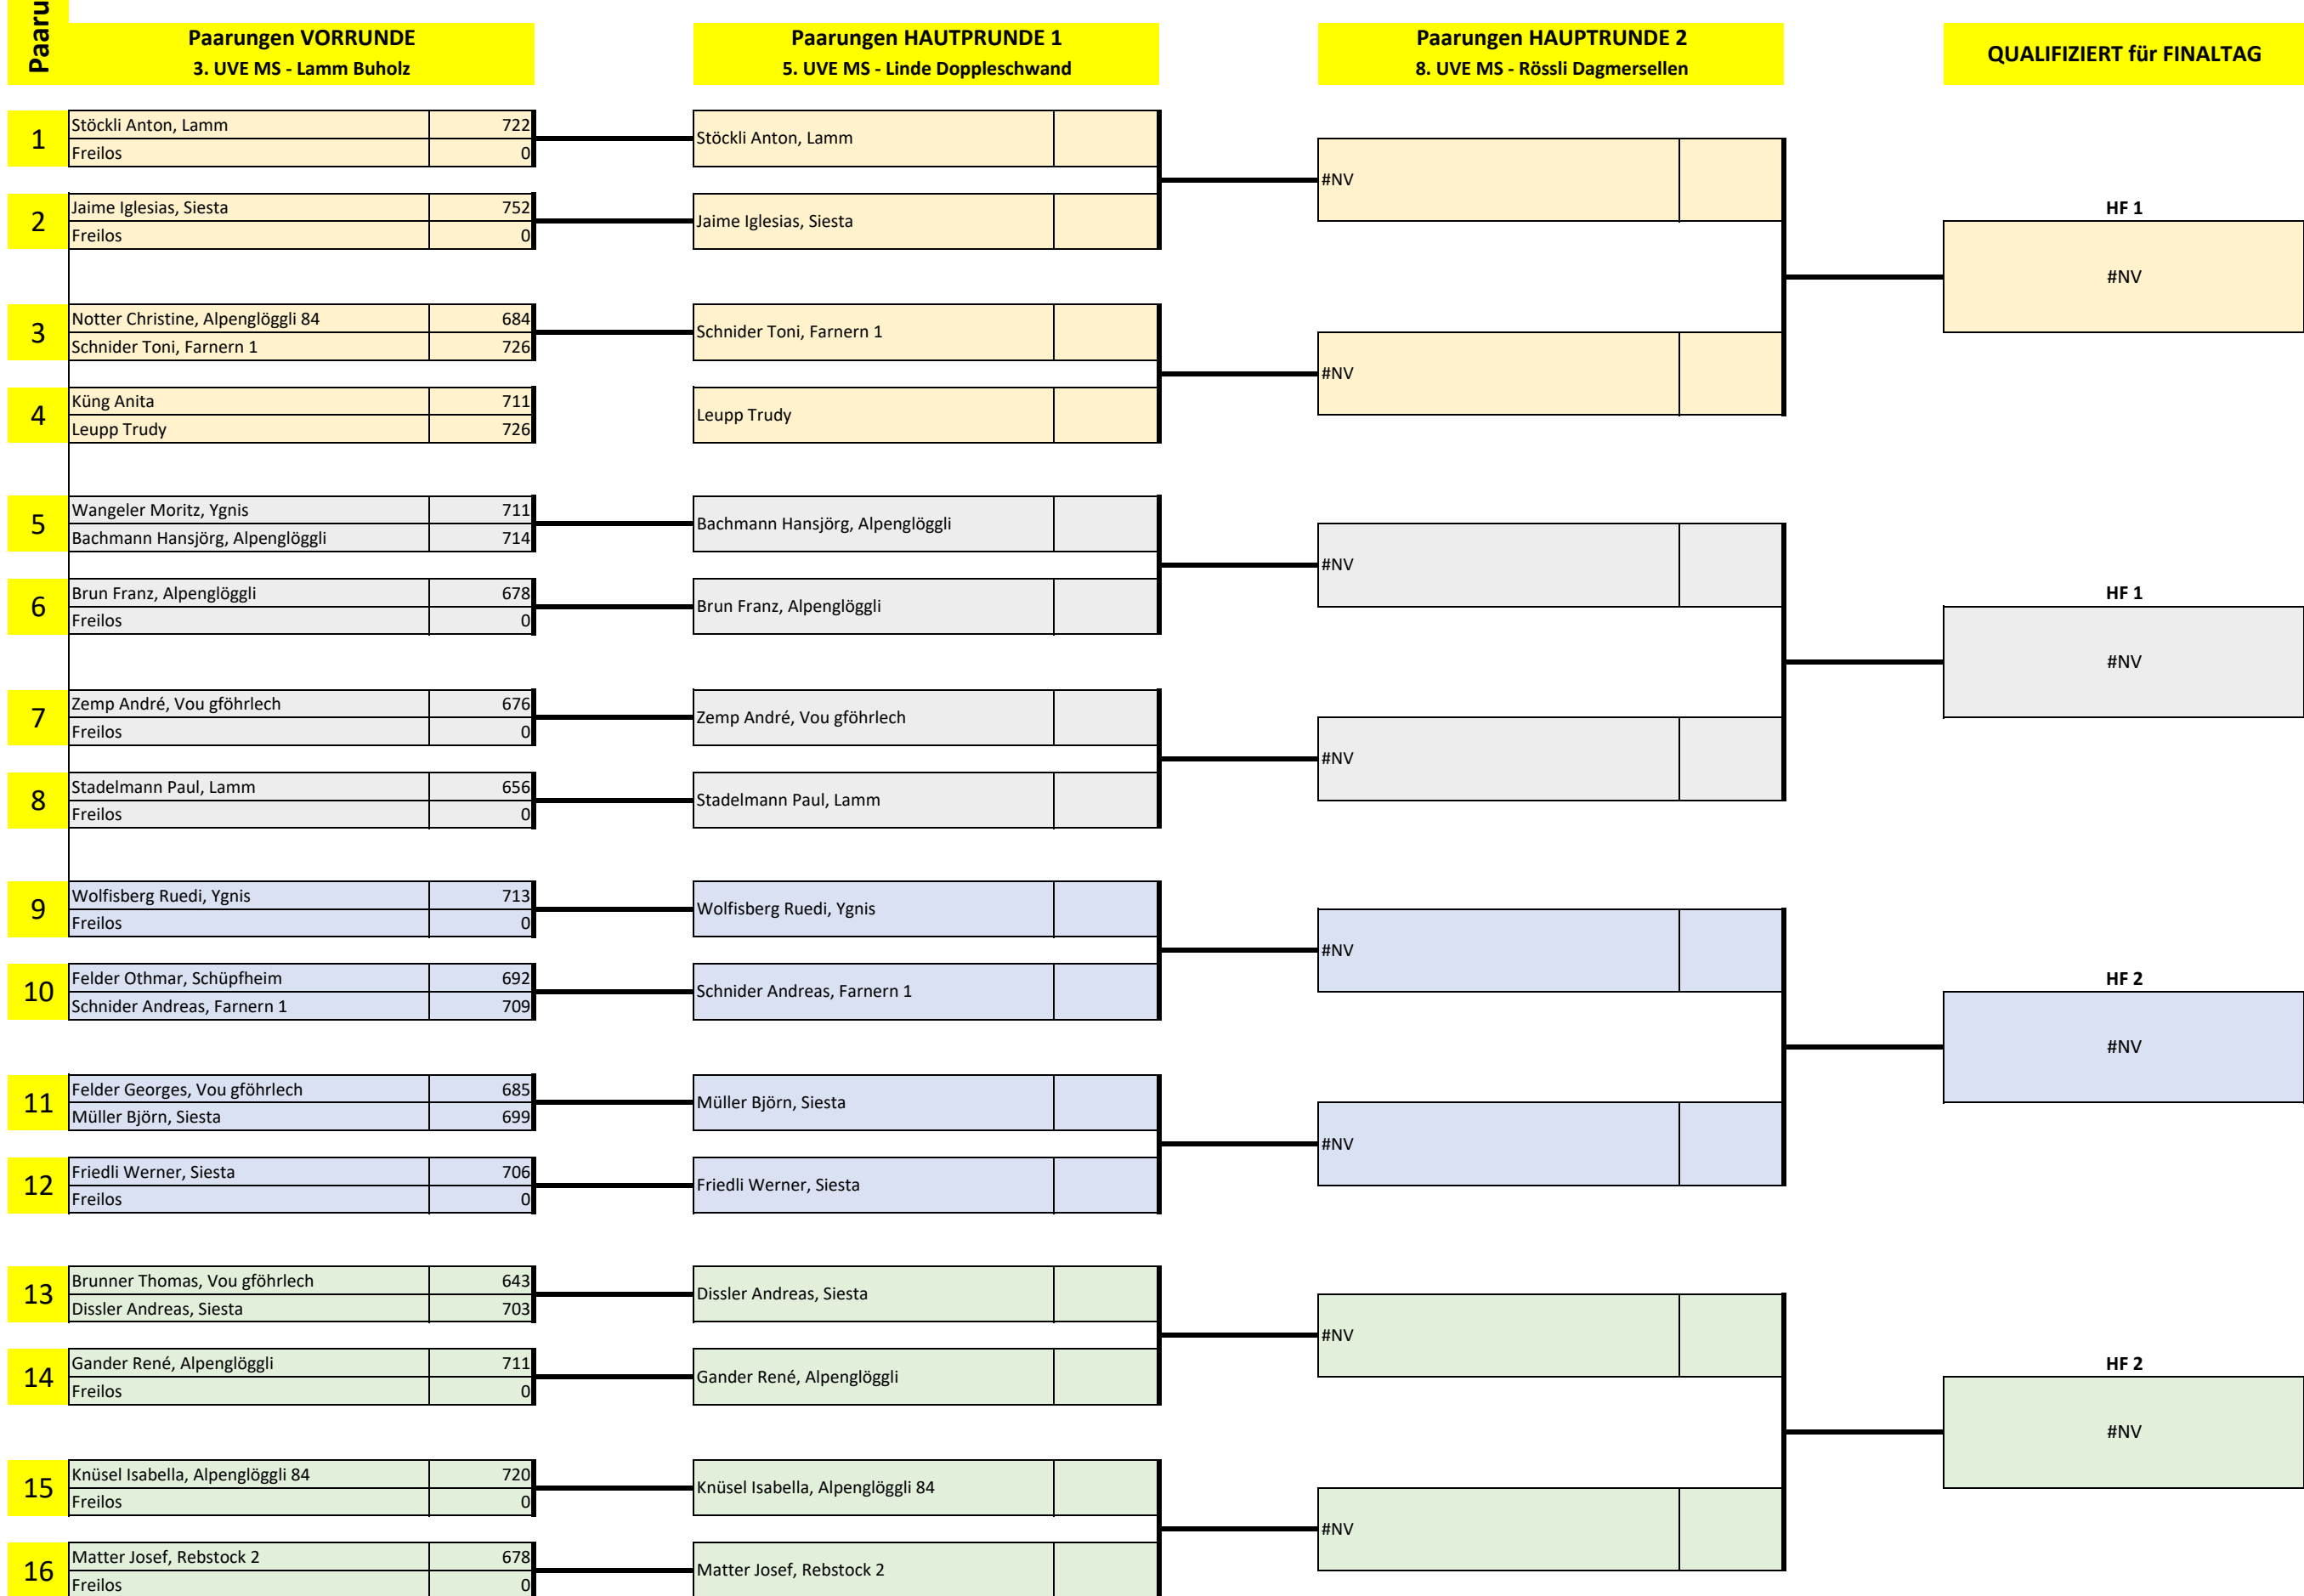 Paaru
Paarungen VORRUNDE
3. UVE MS - Lamm Buholz
Paarungen HAUTPRUNDE 1
5. UVE MS - Linde Doppleschwand
Paarungen HAUPTRUNDE 2
8. UVE MS - Rössli Dagmersellen
QUALIFIZIERT für FINALTAG
1
Stöckli Anton, Lamm 722
Freilos 0
Stöckli Anton, Lamm
#NV
2
Jaime Iglesias, Siesta 752
Freilos 0
Jaime Iglesias, Siesta
HF 1
#NV
3
Notter Christine, Alpenglöggli 84 684
Schnider Toni, Farnern 1 726
Schnider Toni, Farnern 1
#NV
4
Küng Anita 711
Leupp Trudy 726
Leupp Trudy
5
Wangeler Moritz, Ygnis 711
Bachmann Hansjörg, Alpenglöggli 714
Bachmann Hansjörg, Alpenglöggli
#NV
6
Brun Franz, Alpenglöggli 678
Freilos 0
Brun Franz, Alpenglöggli
HF 1
#NV
7
Zemp André, Vou gföhrlech 676
Freilos 0
Zemp André, Vou gföhrlech
#NV
8
Stadelmann Paul, Lamm 656
Freilos 0
Stadelmann Paul, Lamm
9
Wolfisberg Ruedi, Ygnis 713
Freilos 0
Wolfisberg Ruedi, Ygnis
#NV
10
Felder Othmar, Schüpfheim 692
Schnider Andreas, Farnern 1 709
Schnider Andreas, Farnern 1
HF 2
#NV
11
Felder Georges, Vou gföhrlech 685
Müller Björn, Siesta 699
Müller Björn, Siesta
#NV
12
Friedli Werner, Siesta 706
Freilos 0
Friedli Werner, Siesta
13
Brunner Thomas, Vou gföhrlech 643
Dissler Andreas, Siesta 703
Dissler Andreas, Siesta
#NV
14
Gander René, Alpenglöggli 711
Freilos 0
Gander René, Alpenglöggli
HF 2
#NV
15
Knüsel Isabella, Alpenglöggli 84 720
Freilos 0
Knüsel Isabella, Alpenglöggli 84
#NV
16
Matter Josef, Rebstock 2 678
Freilos 0
Matter Josef, Rebstock 2